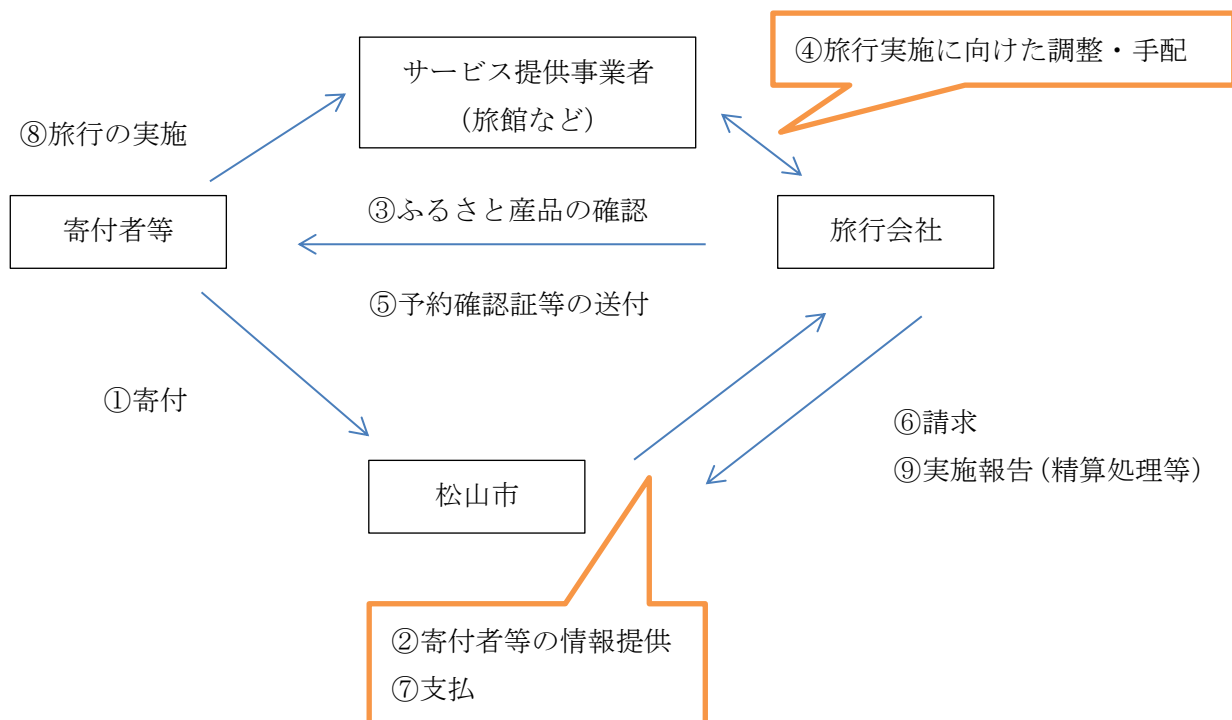 ④旅行実施に向けた調整・手配
サービス提供事業者
(旅館など)
⑧旅行の実施
寄付者等
③ふるさと産品の確認
旅行会社
⑤予約確認証等の送付
①寄付
⑥請求
⑨実施報告(精算処理等)
松山市
②寄付者等の情報提供
⑦支払